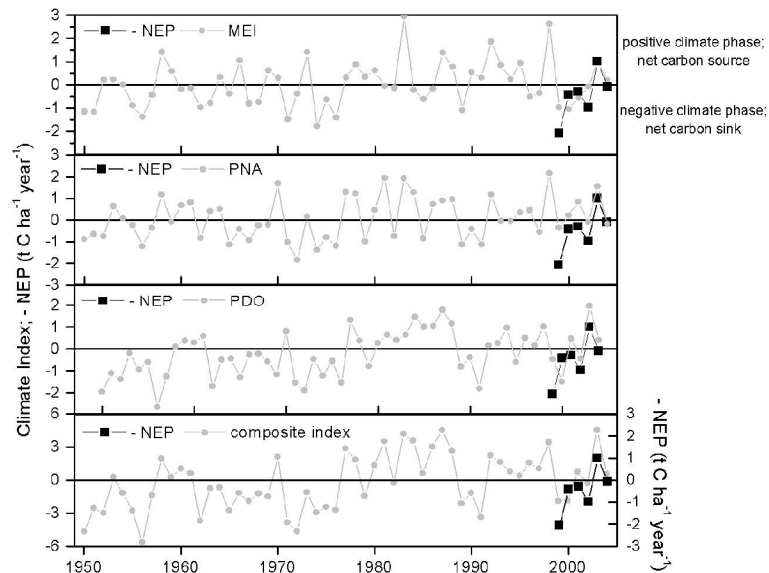 3
2
1
0
-1
-2
3
- NEP MEI
positive climate phase;
net carbon source
negative climate phase;
net carbon sink
2
1
0
-1
-2
-3
- NEP PNA
2
1
0
-1
-2
6
- NEP PDO
3
0
-3
-6
- NEP composite index
3
2
1
0
-1
-2
-3
1950 1960 1970 1980 1990 2000
Climate Index; - NEP (t C ha⁻¹ year⁻¹)
- NEP (t C ha⁻¹ year⁻¹)